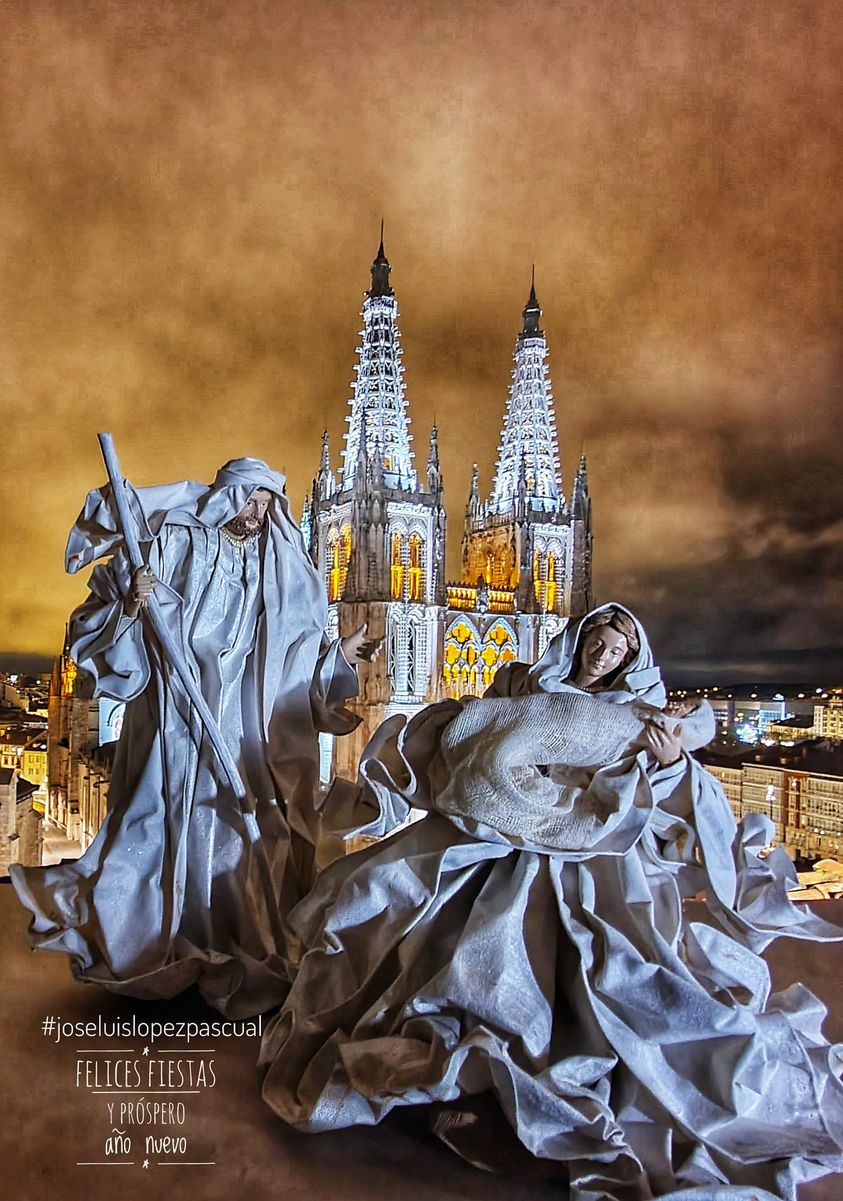 #joseluislopezpascual
FELICES FIESTAS
Y PRÓSPERO
año nuevo